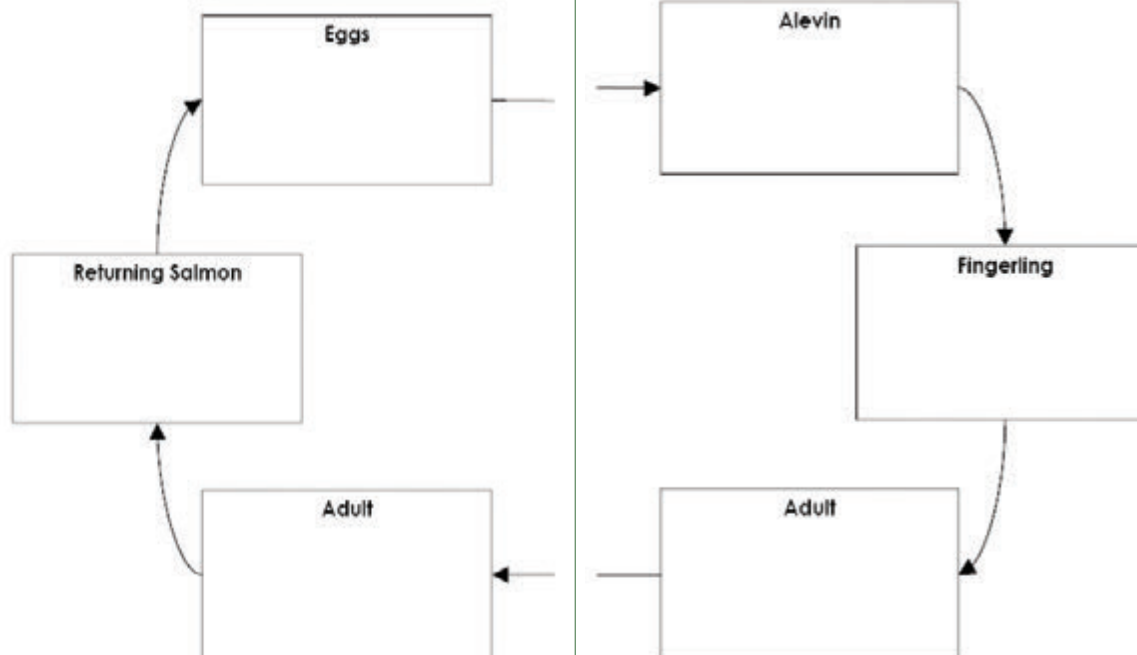 Eggs
Alevin
Returning Salmon
Fingerling
Adult
Adult